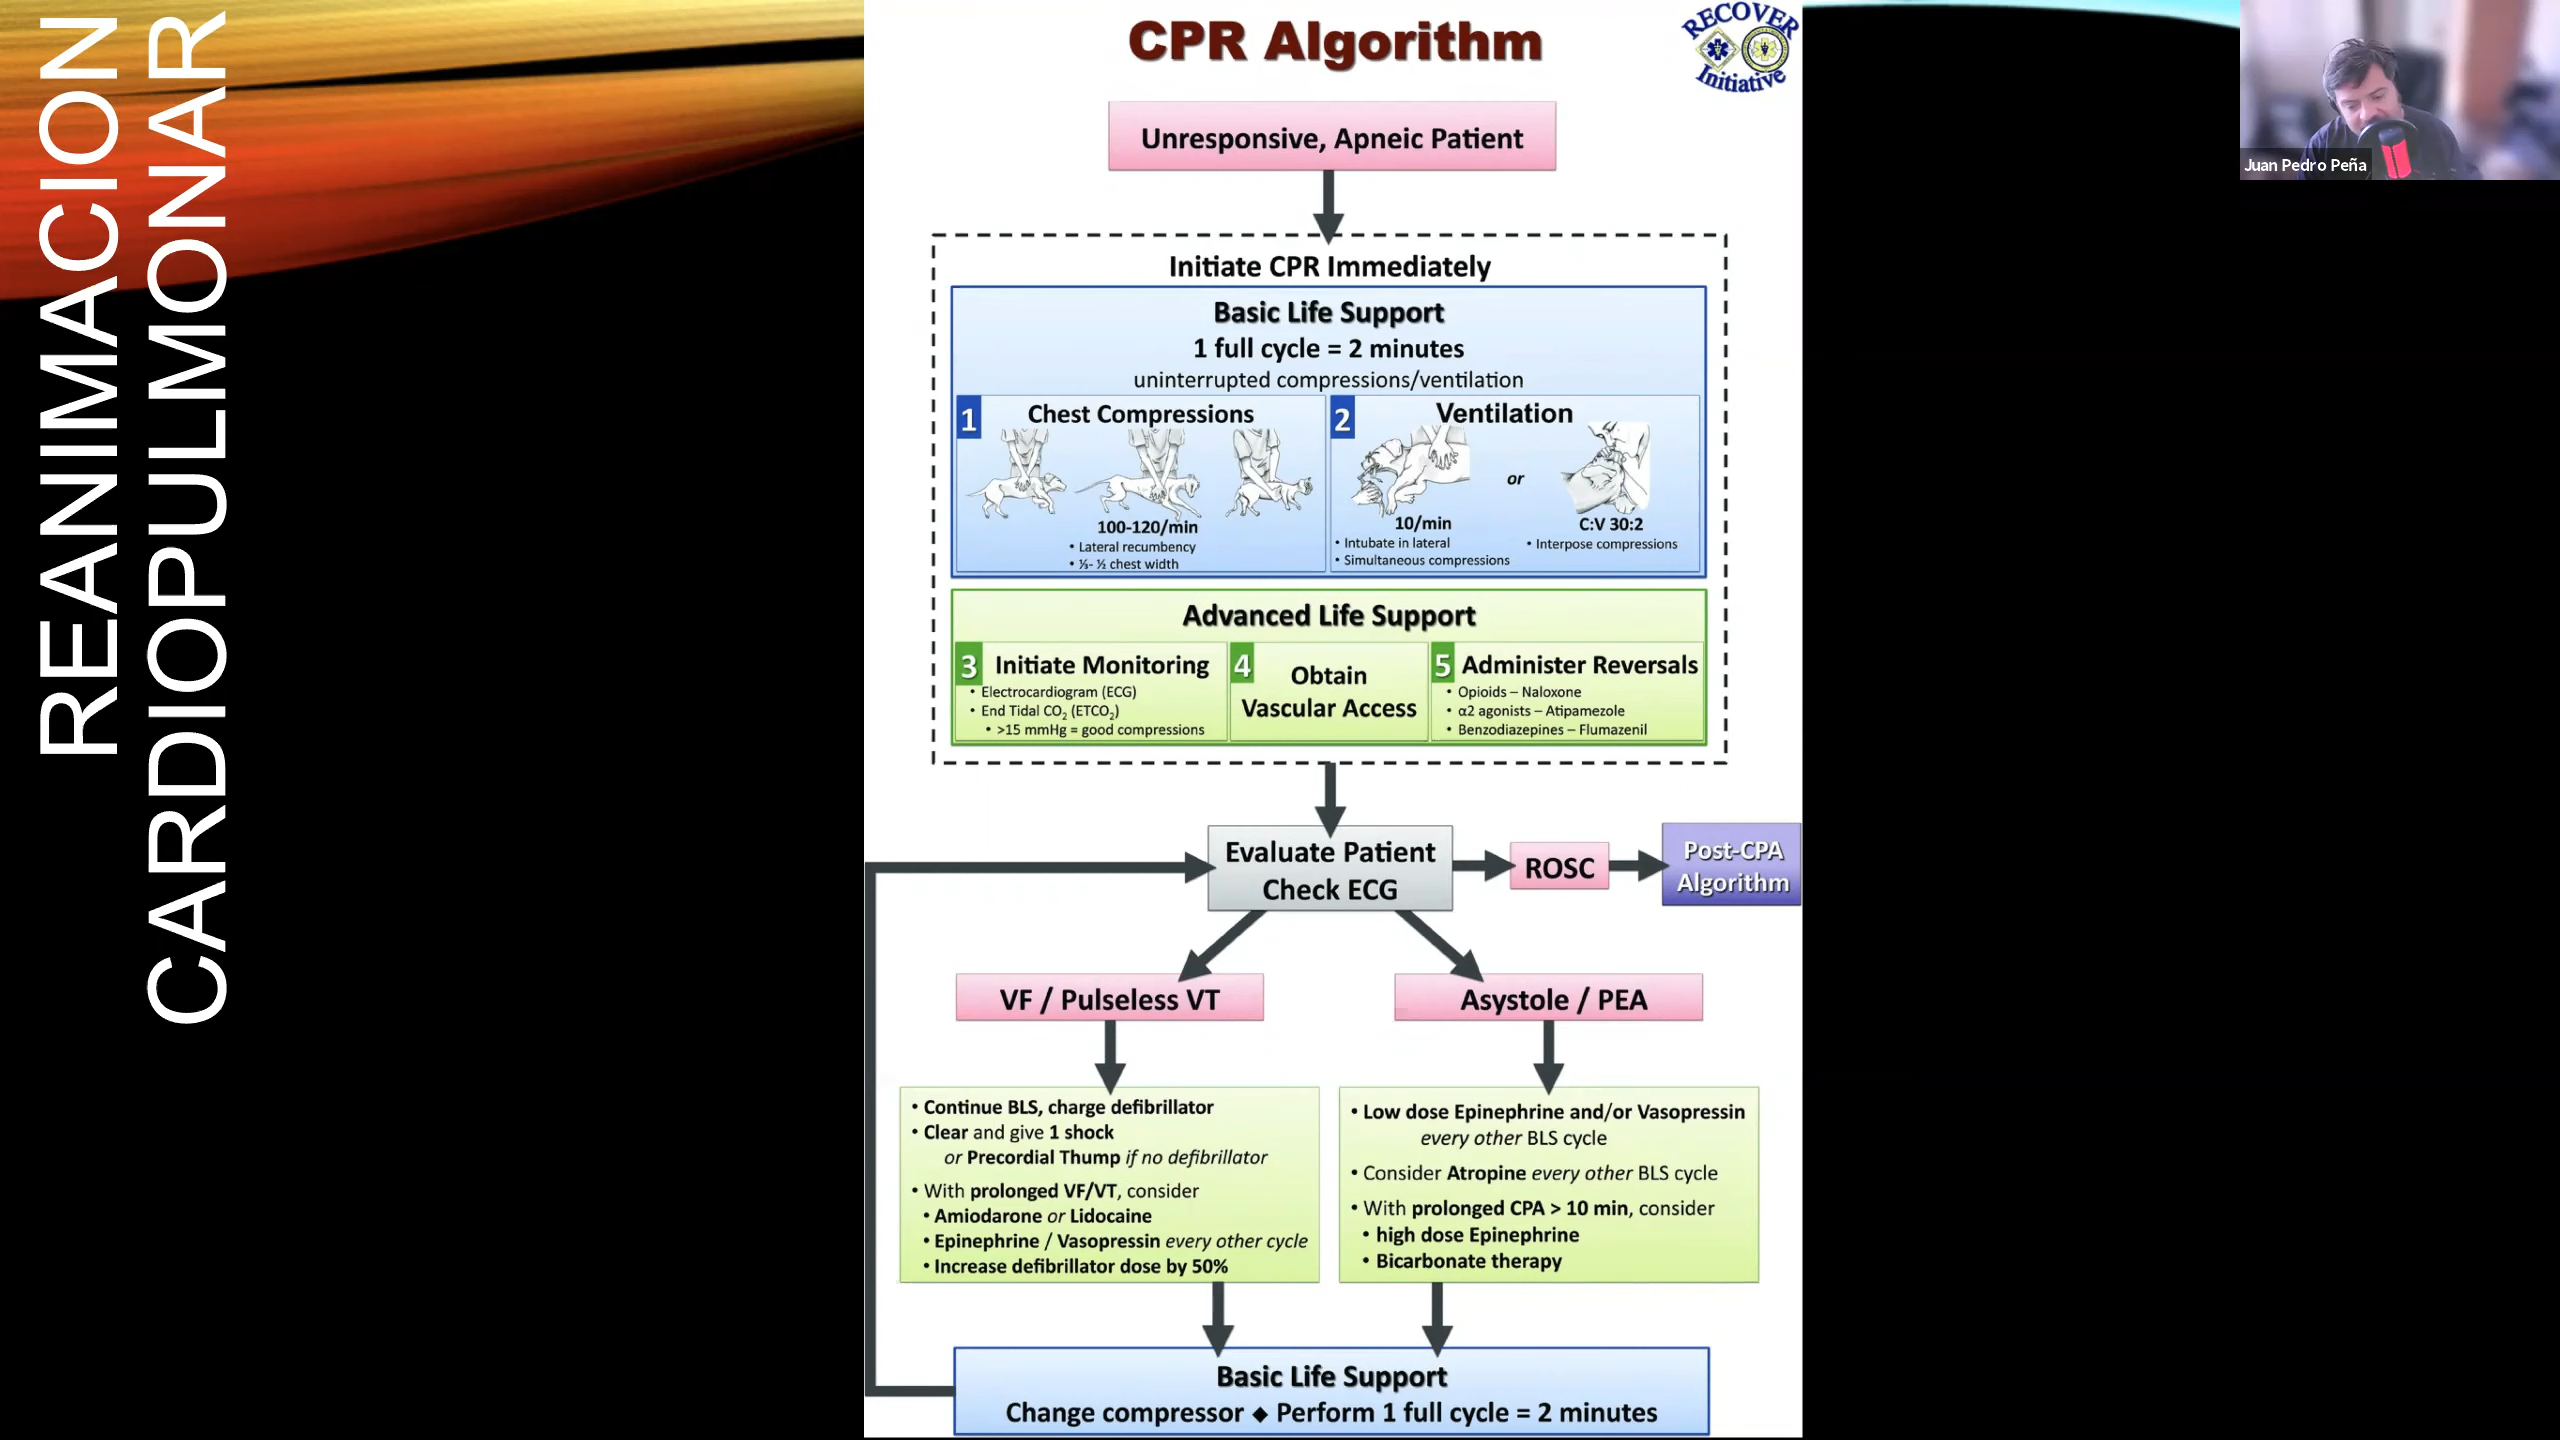 REANIMACION
CARDIOPULMONAR
CPR Algorithm
RECOVER
Initiative
Juan Pedro Peña
Unresponsive, Apneic Patient
Initiate CPR Immediately
Basic Life Support
1 full cycle = 2 minutes
uninterrupted compressions/ventilation
1 Chest Compressions
100-120/min
• Lateral recumbency
• ⅓- ½ chest width
2 Ventilation
or
10/min
• Intubate in lateral
• Simultaneous compressions
C:V 30:2
• Interpose compressions
Advanced Life Support
3 Initiate Monitoring
• Electrocardiogram (ECG)
• End Tidal CO₂ (ETCO₂)
• >15 mmHg = good compressions
4 Obtain
Vascular Access
5 Administer Reversals
• Opioids – Naloxone
• α2 agonists – Atipamezole
• Benzodiazepines – Flumazenil
Evaluate Patient
Check ECG
ROSC
Post-CPA
Algorithm
VF / Pulseless VT
Asystole / PEA
• Continue BLS, charge defibrillator
• Clear and give 1 shock
or Precordial Thump if no defibrillator
• With prolonged VF/VT, consider
• Amiodarone or Lidocaine
• Epinephrine / Vasopressin every other cycle
• Increase defibrillator dose by 50%
• Low dose Epinephrine and/or Vasopressin
every other BLS cycle
• Consider Atropine every other BLS cycle
• With prolonged CPA > 10 min, consider
• high dose Epinephrine
• Bicarbonate therapy
Basic Life Support
Change compressor ◆ Perform 1 full cycle = 2 minutes